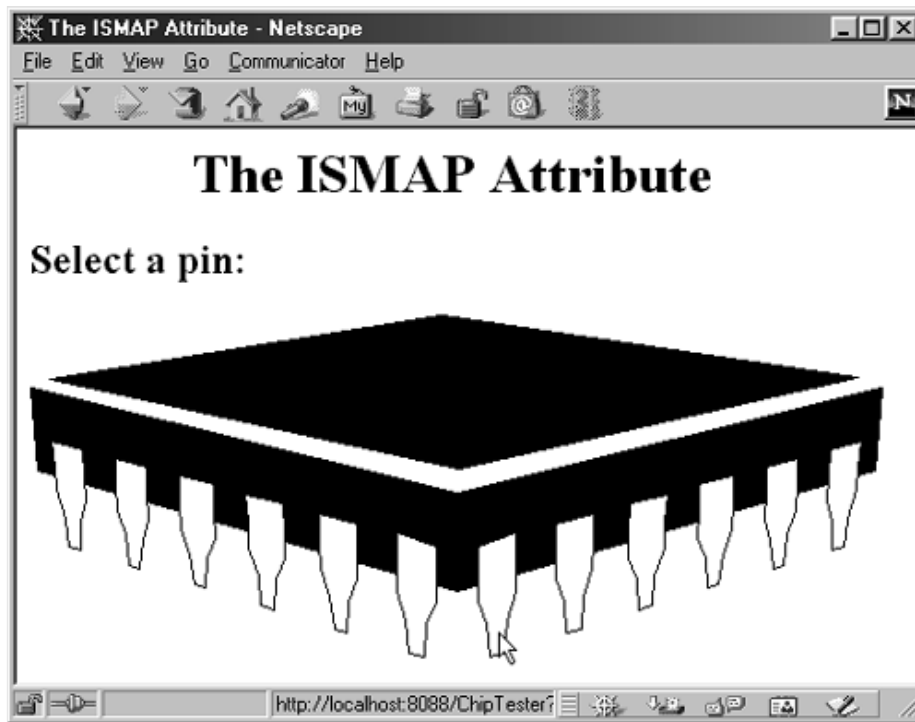 The ISMAP Attribute - Netscape
File Edit View Go Communicator Help
My
N
The ISMAP Attribute
Select a pin:
http://localhost:8088/ChipTester?